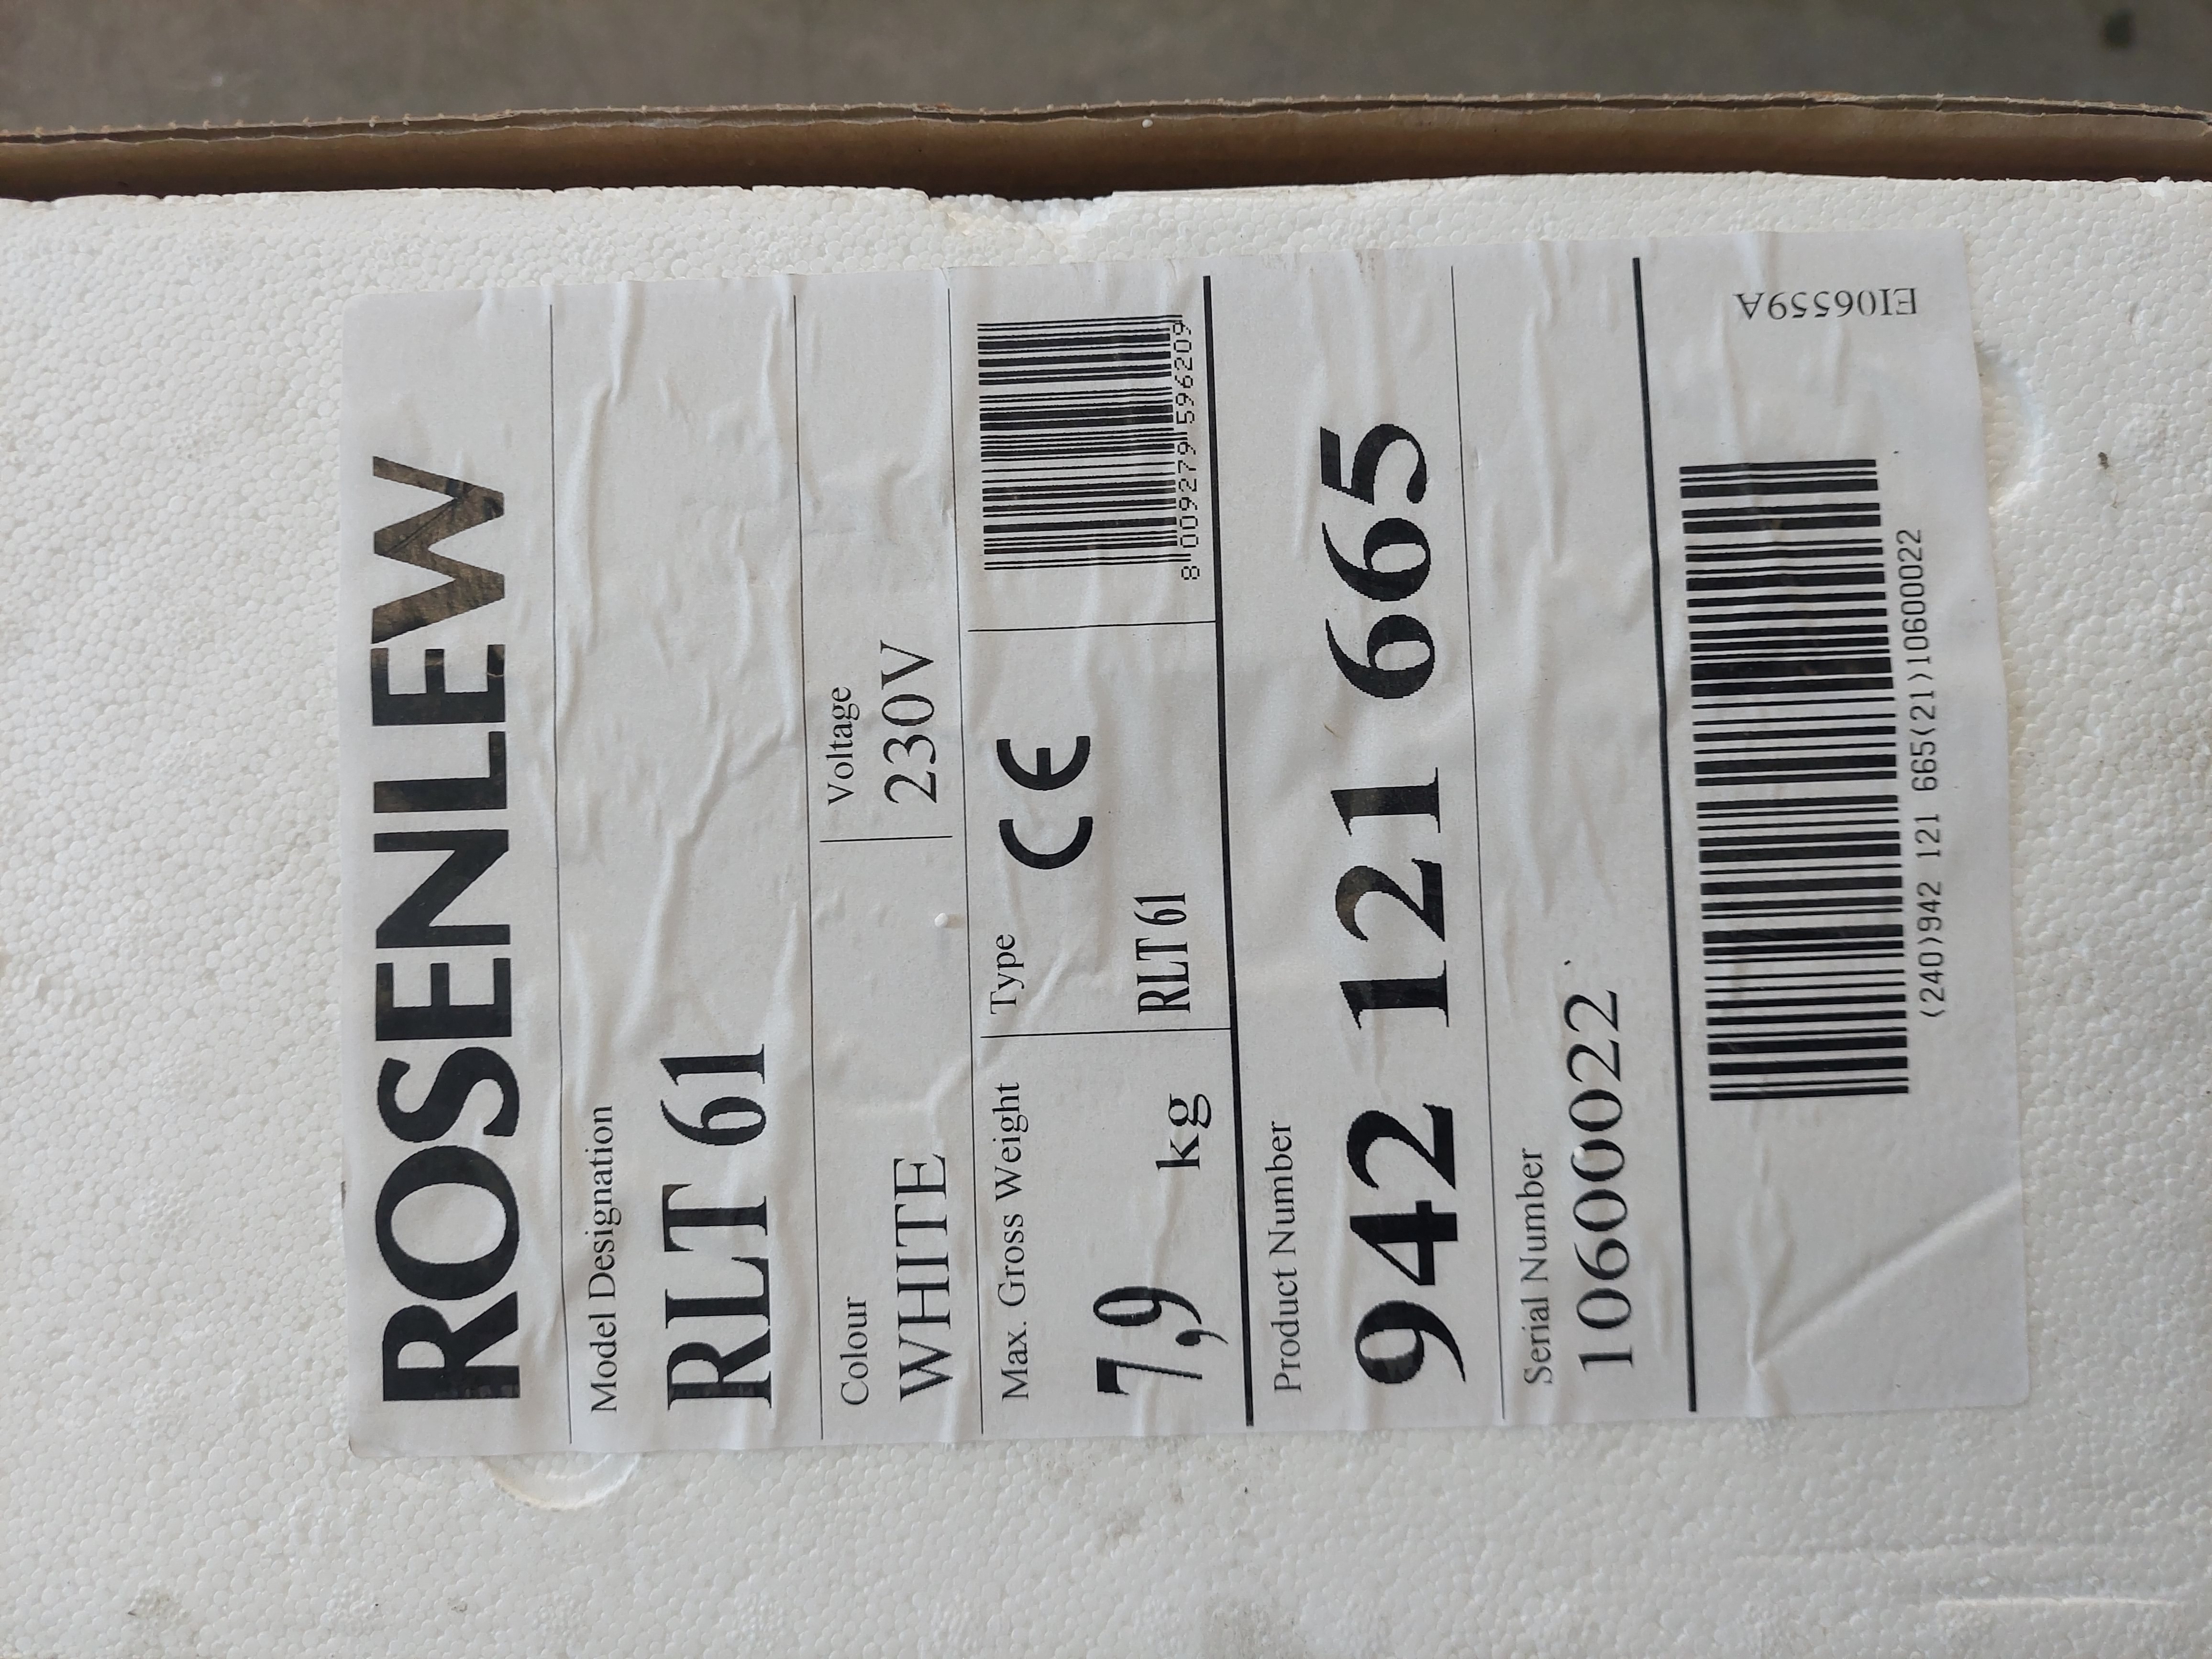 ROSENLEW
Model Designation
RLT 61
Colour
WHITE
Voltage
230V
Max. Gross Weight
7,9 kg
Type
CE
RLT 61
8 009279 596209
Product Number
942 121 665
Serial Number
10600022
(240)942 121 665(21)10600022
EI06559A